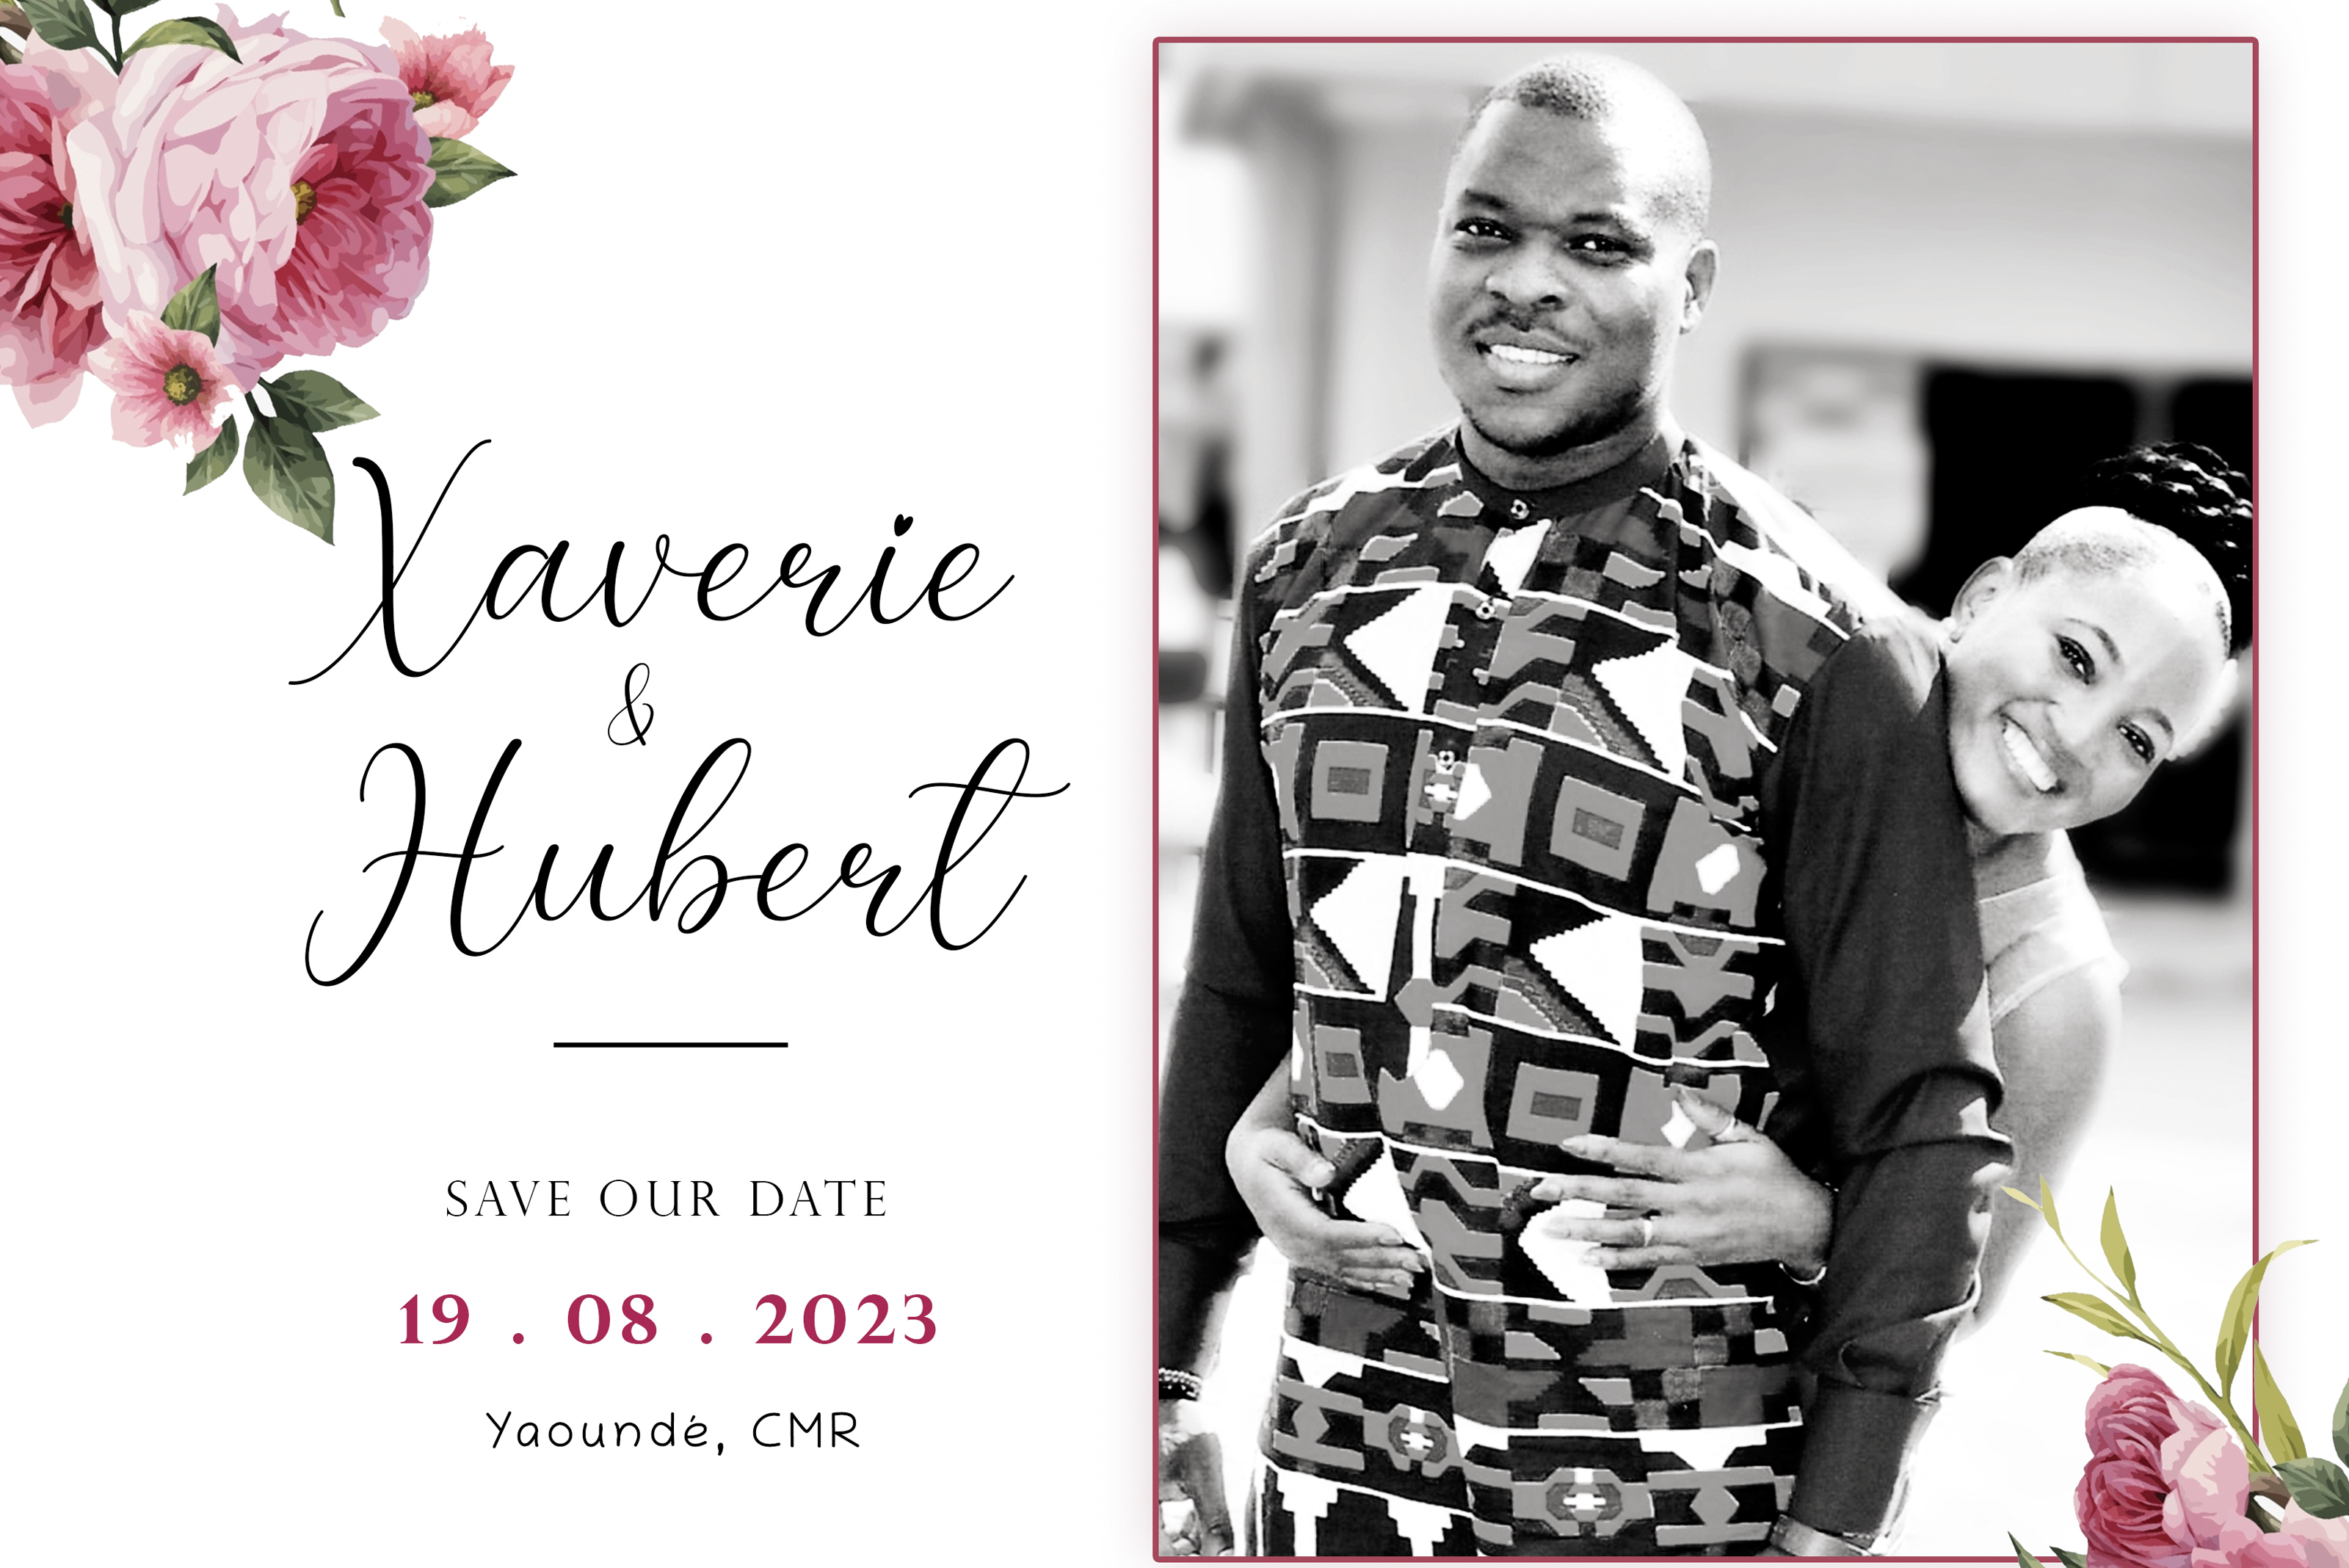 Xaverie
&
Hubert
SAVE OUR DATE
19 . 08 . 2023
Yaoundé, CMR